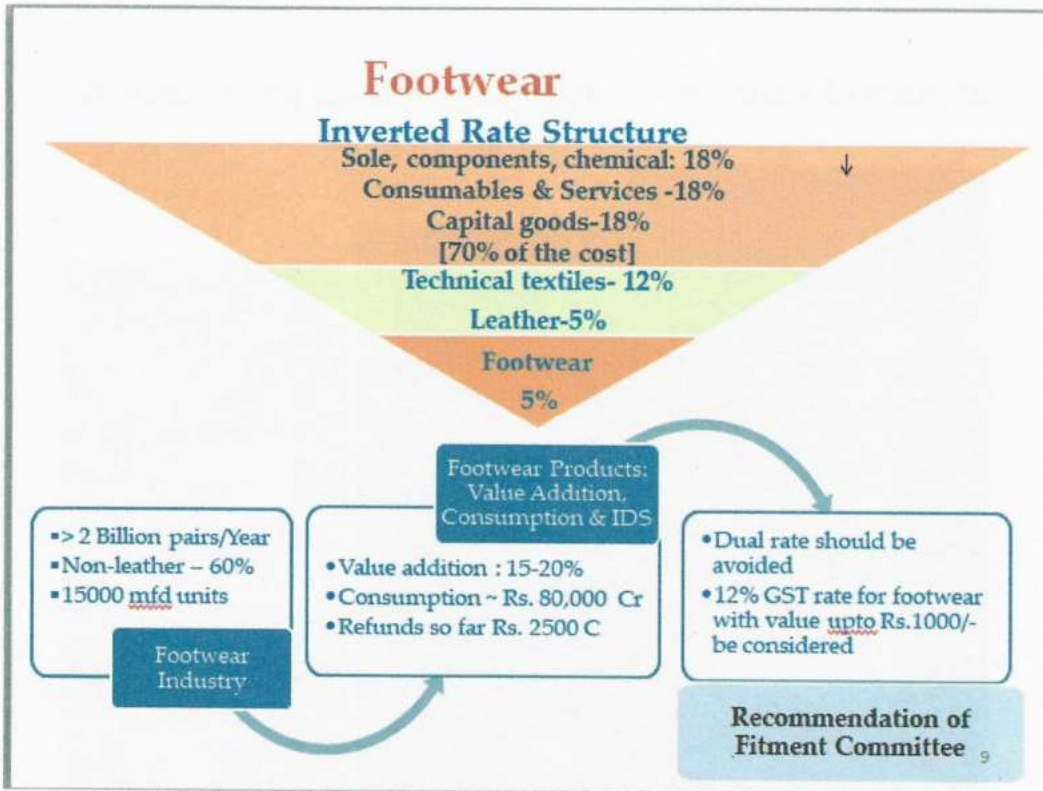 Footwear
Inverted Rate Structure
Sole, components, chemical: 18% ↓
Consumables & Services -18%
Capital goods-18%
[70% of the cost]
Technical textiles- 12%
Leather-5%
Footwear
5%
▪> 2 Billion pairs/Year
▪Non-leather – 60%
▪15000 mfd units
Footwear
Industry
Footwear Products:
Value Addition,
Consumption & IDS
•Value addition : 15-20%
•Consumption ~ Rs. 80,000 Cr
•Refunds so far Rs. 2500 C
•Dual rate should be
avoided
•12% GST rate for footwear
with value upto Rs.1000/-
be considered
Recommendation of
Fitment Committee
9